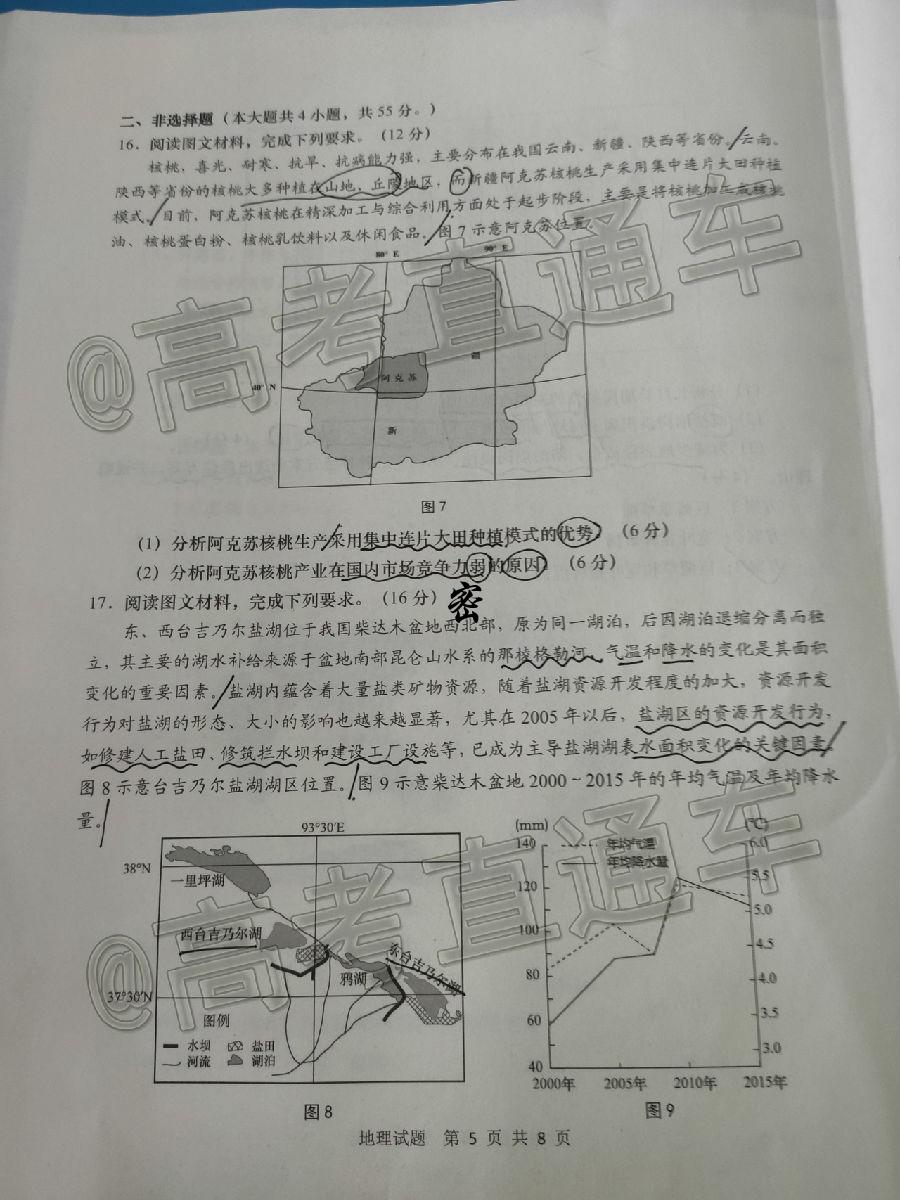 二、非选择题（本大题共4小题，共55分。）
16．阅读图文材料，完成下列要求。（12分）
核桃，喜光、耐寒、抗旱、抗病能力强，主要分布在我国云南、新疆、陕西等省份。云南、
陕西等省份的核桃大多种植在山地、丘陵地区，而新疆阿克苏核桃生产采用集中连片大田种植
模式。目前，阿克苏核桃在精深加工与综合利用方面处于起步阶段，主要是将核桃加工成核桃
油、核桃蛋白粉、核桃乳饮料以及休闲食品。图7示意阿克苏位置。
80° E
90° E
40° N
阿克苏
疆
新
图7
（1）分析阿克苏核桃生产采用集中连片大田种植模式的优势。（6分）
（2）分析阿克苏核桃产业在国内市场竞争力弱的原因。（6分）
密
17．阅读图文材料，完成下列要求。（16分）
东、西台吉乃尔盐湖位于我国柴达木盆地西北部，原为同一湖泊，后因湖泊退缩分离而独
立，其主要的湖水补给来源于盆地南部昆仑山水系的那棱格勒河。气温和降水的变化是其面积
变化的重要因素。盐湖内蕴含着大量盐类矿物资源，随着盐湖资源开发程度的加大，资源开发
行为对盐湖的形态、大小的影响也越来越显著，尤其在2005年以后，盐湖区的资源开发行为，
如修建人工盐田、修筑拦水坝和建设工厂设施等，已成为主导盐湖湖表水面积变化的关键因素。
图8示意台吉乃尔盐湖湖区位置。图9示意柴达木盆地2000~2015年的年均气温及年均降水
量。
93°30′E
38°N
一里坪湖
西台吉乃尔湖
东台吉乃尔湖
鸦湖
37°30′N
图例
水坝 盐田
河流 湖泊
图8
(mm) (℃)
140 年均气温 6.0
年均降水量
120 5.5
5.0
100
4.5
80 4.0
3.5
60
3.0
40
2000年 2005年 2010年 2015年
图9
地理试题 第 5 页 共 8 页
@高考直通车
@高考直通车